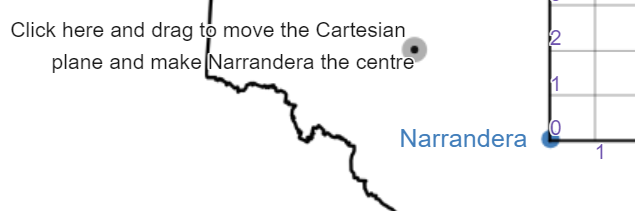 Click here and drag to move the Cartesian
plane and make Narrandera the centre
2
1
0
Narrandera
1